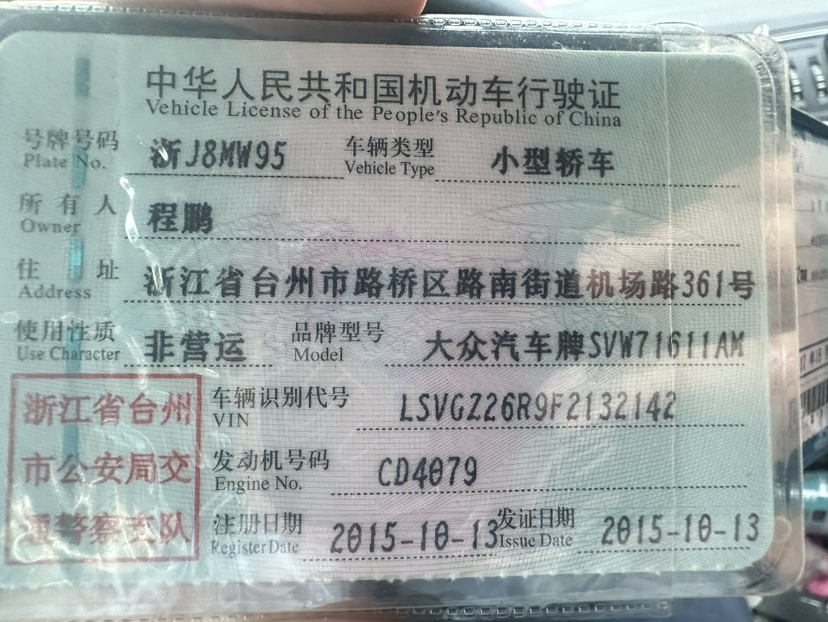 中华人民共和国机动车行驶证
Vehicle License of the People's Republic of China
号牌号码 浙J8MW95 车辆类型 小型轿车
Plate No. Vehicle Type
所有人 程鹏
Owner
住址 浙江省台州市路桥区路南街道机场路361号
Address
使用性质 非营运 品牌型号 大众汽车牌SVW71611AM
Use Character Model
浙江省台州 车辆识别代号 LSVGZ26R9F2132142
VIN
市公安局交 发动机号码 CD4079
Engine No.
通警察支队 注册日期 2015-10-13 发证日期 2015-10-13
Register Date Issue Date